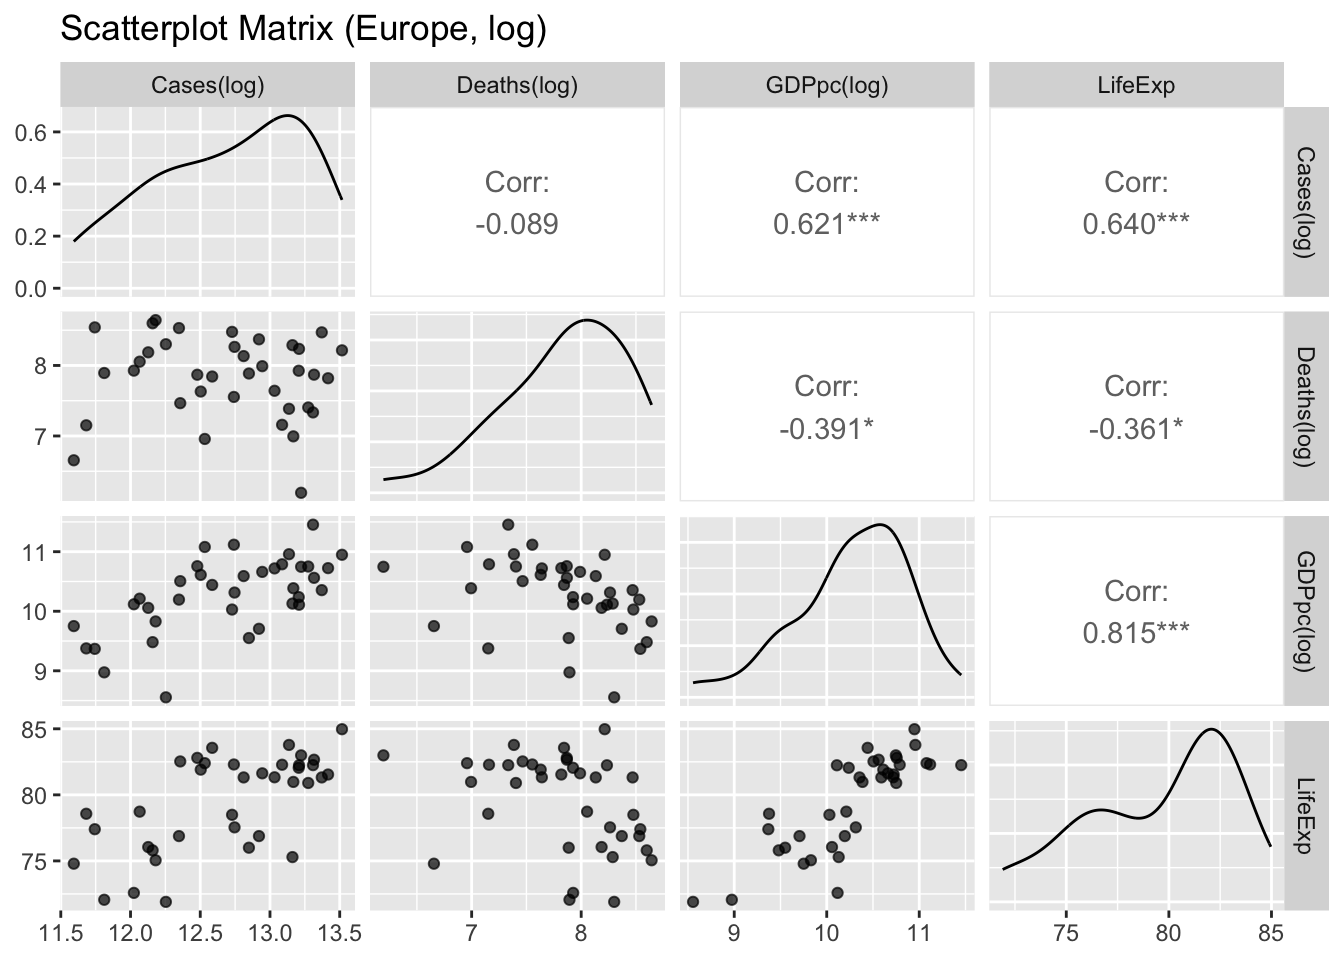 Scatterplot Matrix (Europe, log)
Cases(log)
Deaths(log)
GDPpc(log)
LifeExp
0.6
0.4
0.2
0.0
Corr:
-0.089
Corr:
0.621***
Corr:
0.640***
Cases(log)
8
7
Corr:
-0.391*
Corr:
-0.361*
Deaths(log)
11
10
9
Corr:
0.815***
GDPpc(log)
85
80
75
LifeExp
11.5 12.0 12.5 13.0 13.5
7 8
9 10 11
75 80 85